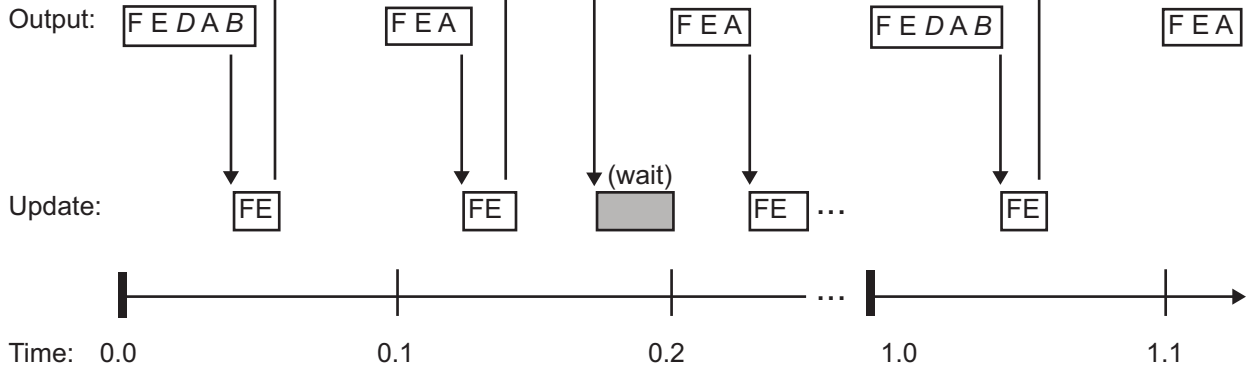 Output: F E D A B F E A F E A F E D A B F E A
(wait)
Update: FE FE FE ... FE
...
Time: 0.0 0.1 0.2 1.0 1.1